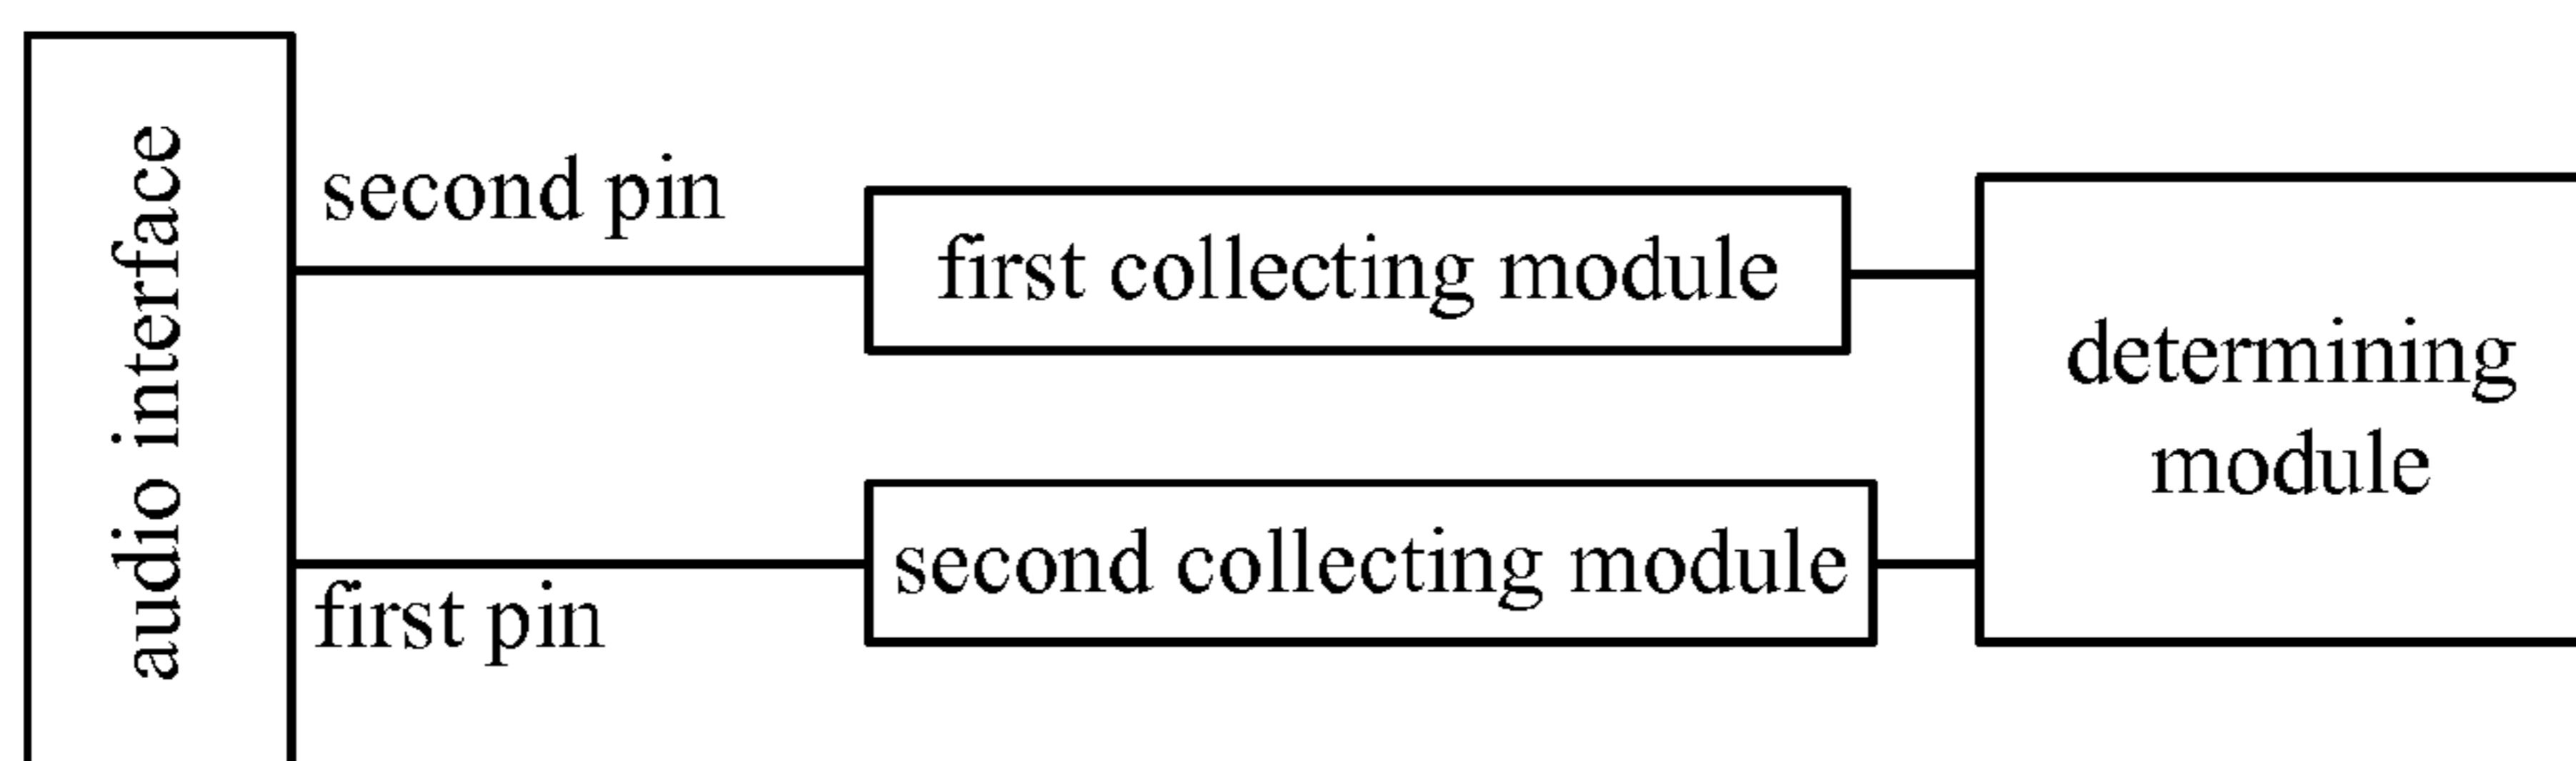 audio interface
second pin
first collecting module
determining
module
second collecting module
first pin